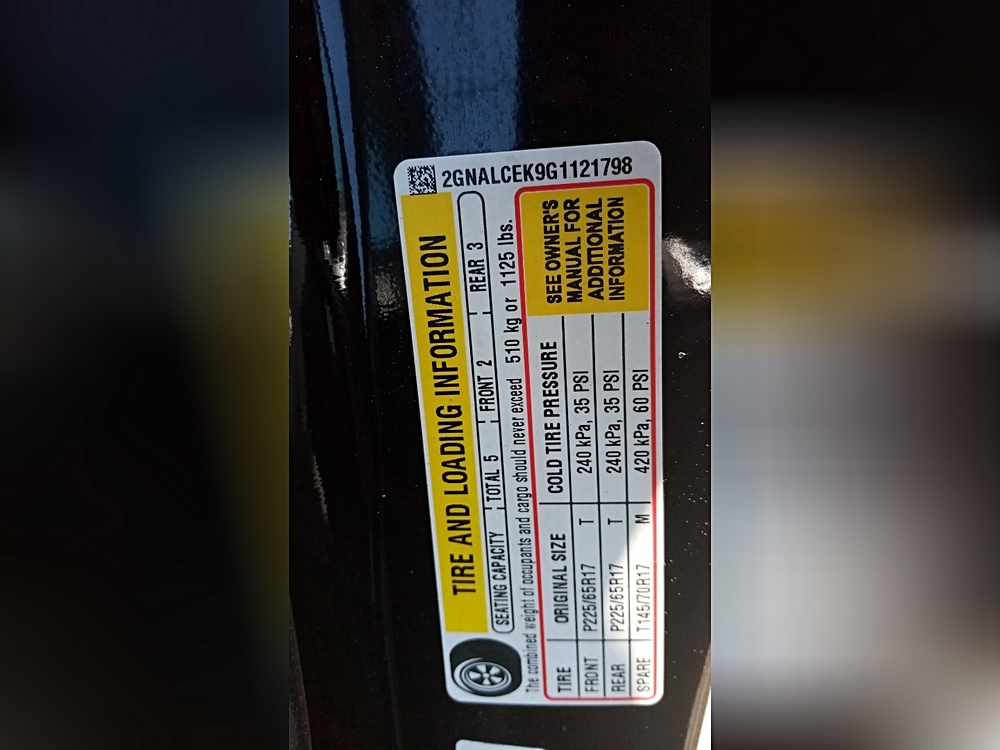 2GNALCEK9G1121798
TIRE AND LOADING INFORMATION
SEATING CAPACITY TOTAL 5 FRONT 2 REAR 3
The combined weight of occupants and cargo should never exceed 510 kg or 1125 lbs.
TIRE ORIGINAL SIZE COLD TIRE PRESSURE
FRONT P225/65R17 T 240 kPa, 35 PSI
REAR P225/65R17 T 240 kPa, 35 PSI
SPARE T145/70R17 M 420 kPa, 60 PSI
SEE OWNER'S
MANUAL FOR
ADDITIONAL
INFORMATION